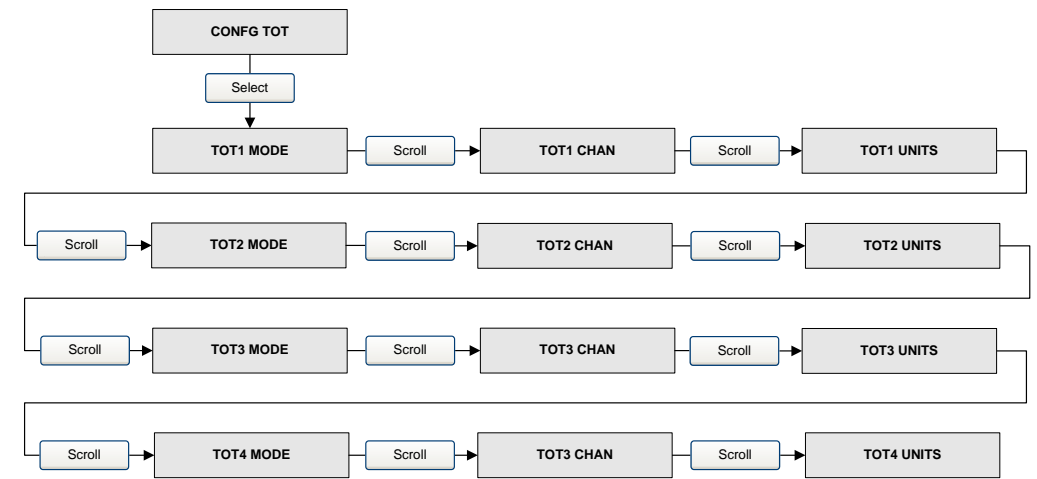 CONFG TOT
Select
TOT1 MODE Scroll TOT1 CHAN Scroll TOT1 UNITS
Scroll TOT2 MODE Scroll TOT2 CHAN Scroll TOT2 UNITS
Scroll TOT3 MODE Scroll TOT3 CHAN Scroll TOT3 UNITS
Scroll TOT4 MODE Scroll TOT3 CHAN Scroll TOT4 UNITS